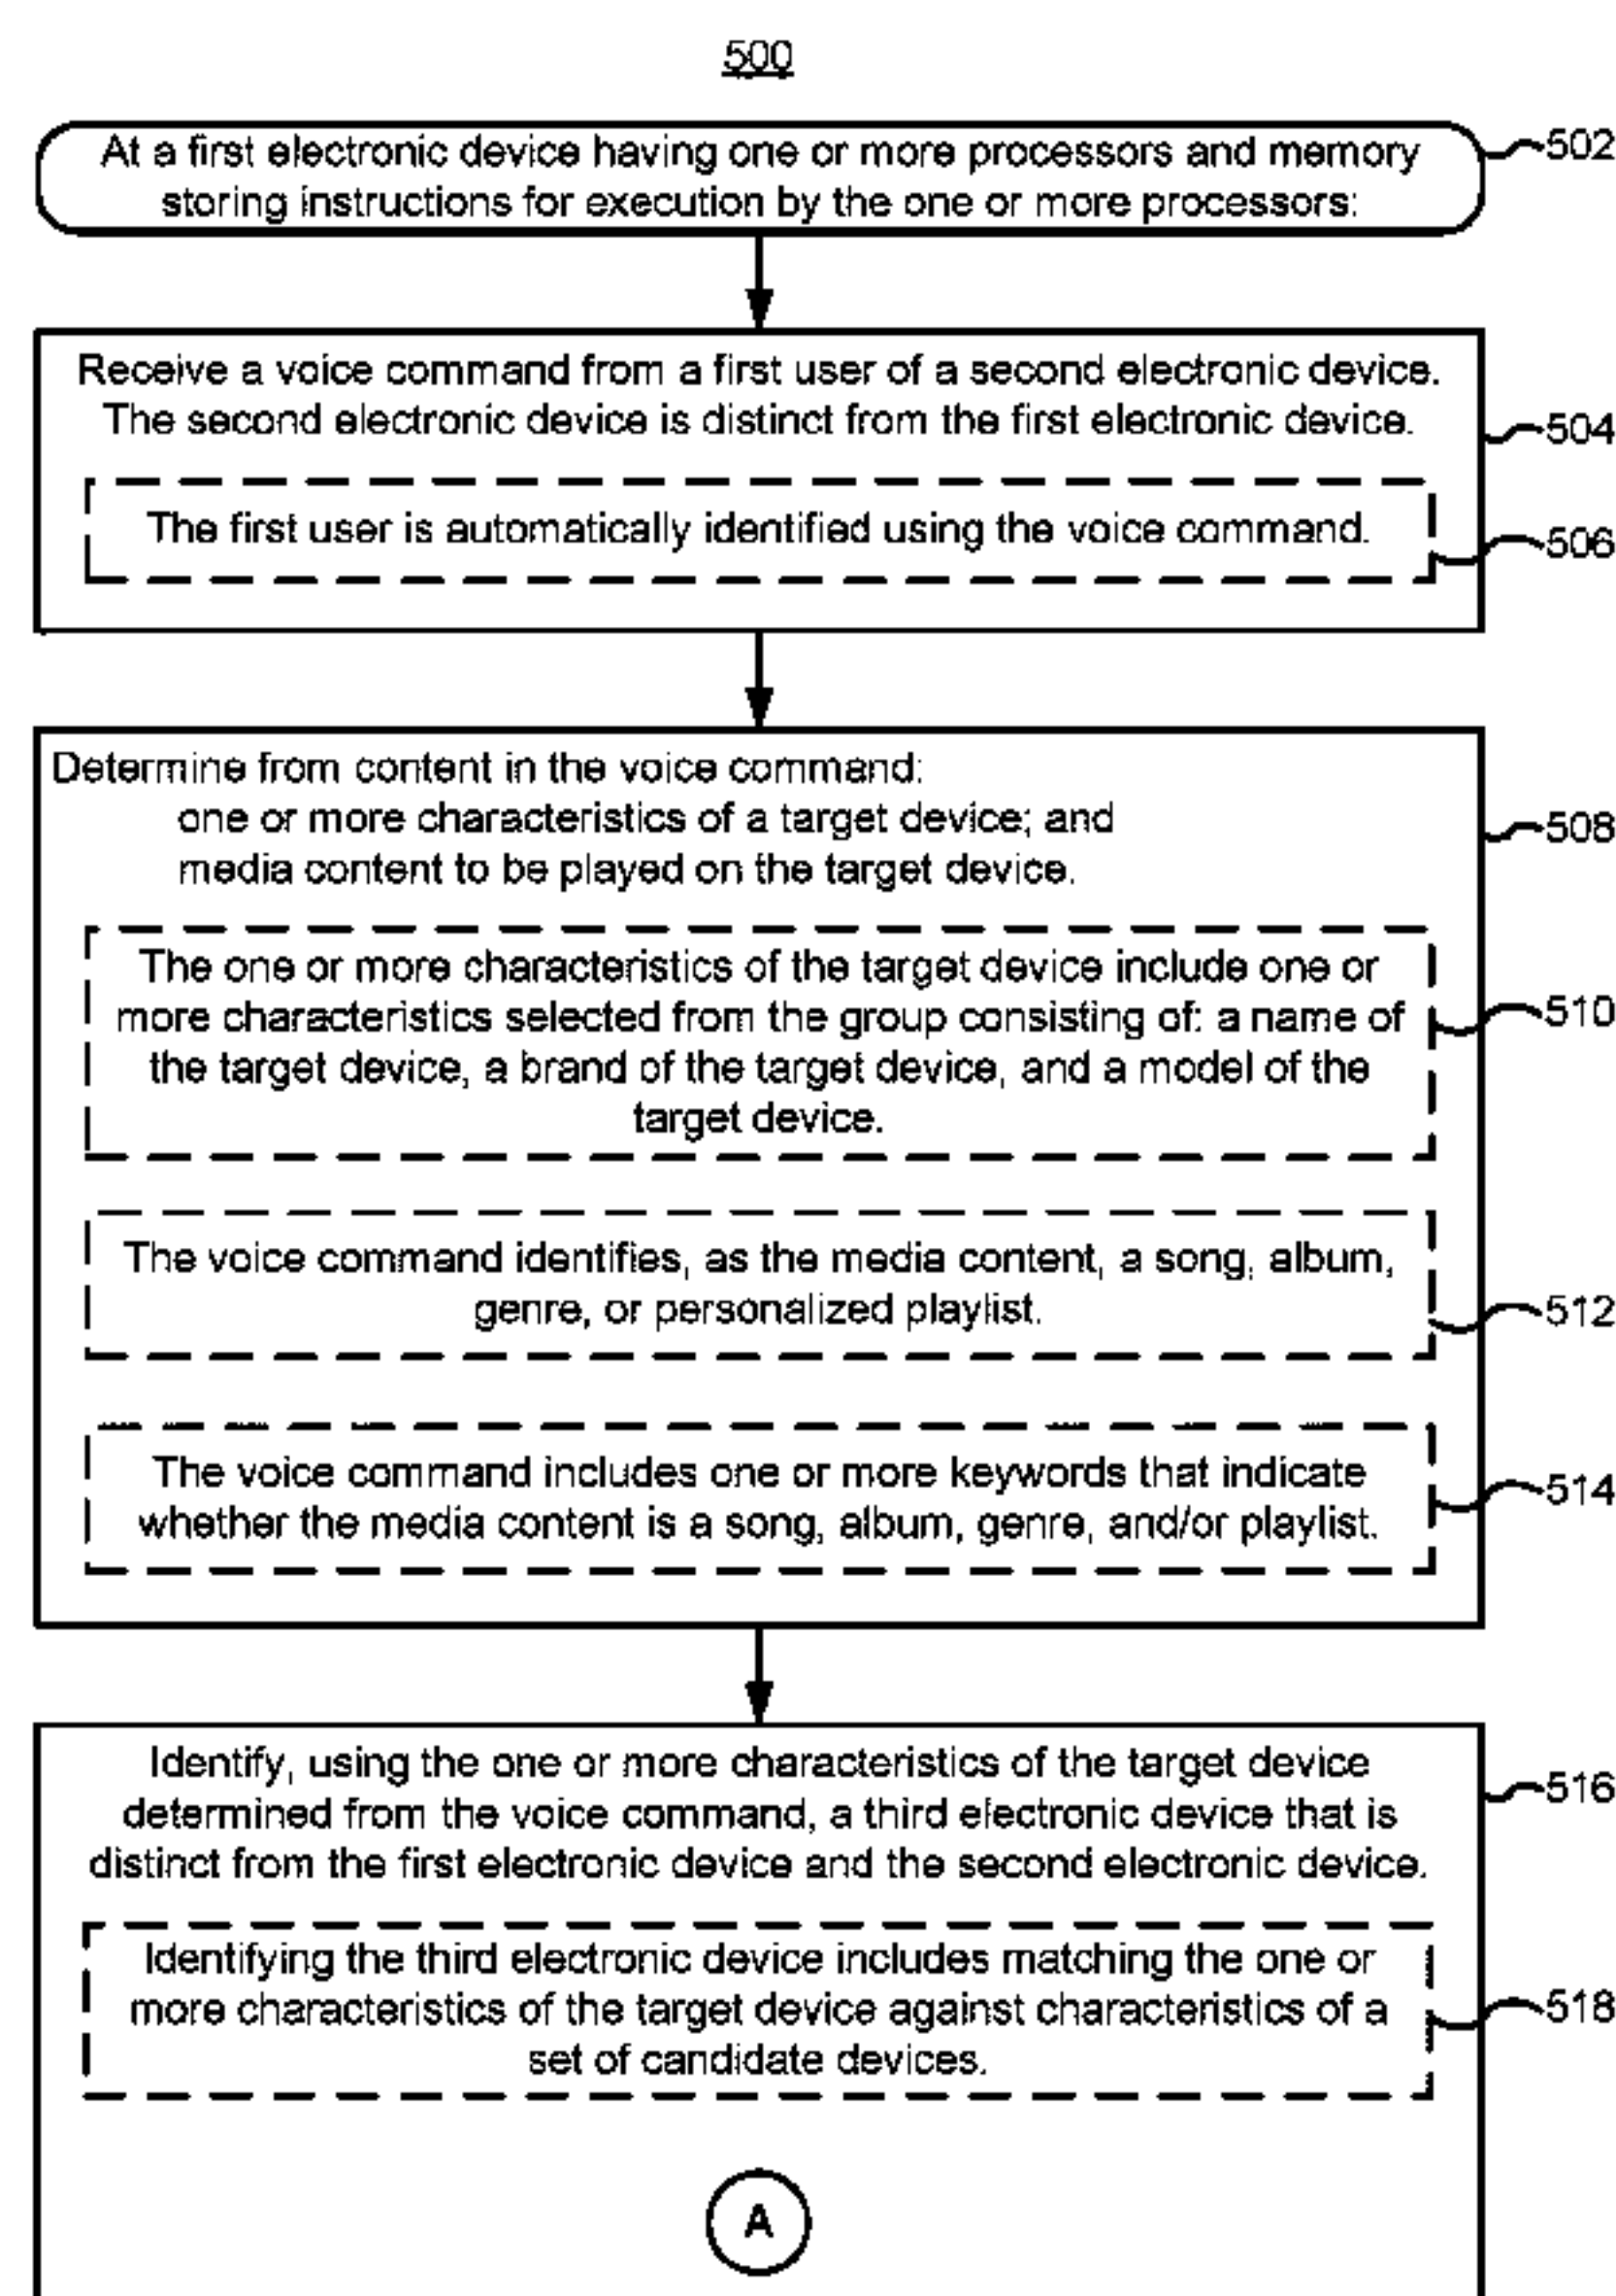 500
At a first electronic device having one or more processors and memory
storing instructions for execution by the one or more processors:
502
Receive a voice command from a first user of a second electronic device.
The second electronic device is distinct from the first electronic device.
504
The first user is automatically identified using the voice command.
506
Determine from content in the voice command:
one or more characteristics of a target device; and
media content to be played on the target device.
508
The one or more characteristics of the target device include one or
more characteristics selected from the group consisting of: a name of
the target device, a brand of the target device, and a model of the
target device.
510
The voice command identifies, as the media content, a song, album,
genre, or personalized playlist.
512
The voice command includes one or more keywords that indicate
whether the media content is a song, album, genre, and/or playlist.
514
Identify, using the one or more characteristics of the target device
determined from the voice command, a third electronic device that is
distinct from the first electronic device and the second electronic device.
516
Identifying the third electronic device includes matching the one or
more characteristics of the target device against characteristics of a
set of candidate devices.
518
A